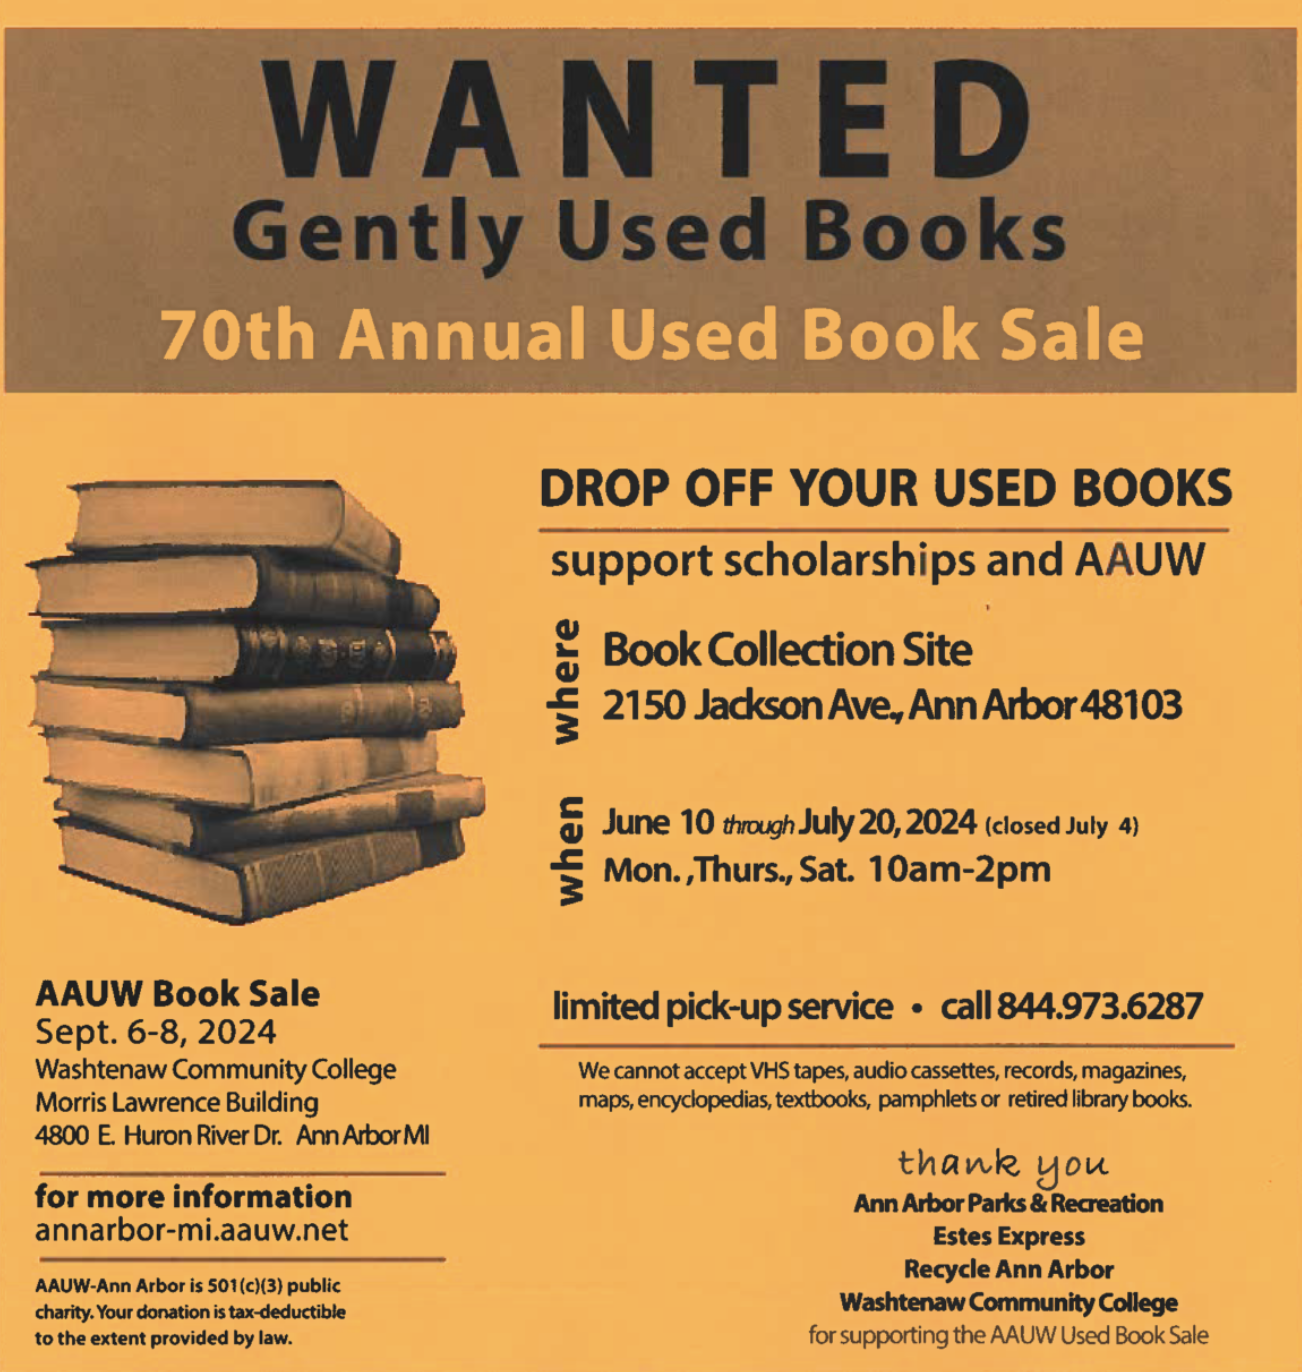 WANTED
Gently Used Books
70th Annual Used Book Sale
DROP OFF YOUR USED BOOKS
support scholarships and AAUW
where
Book Collection Site
2150 Jackson Ave., Ann Arbor 48103
when
June 10 through July 20, 2024 (closed July 4)
Mon. ,Thurs., Sat. 10am-2pm
limited pick-up service • call 844.973.6287
We cannot accept VHS tapes, audio cassettes, records, magazines,
maps, encyclopedias, textbooks, pamphlets or retired library books.
AAUW Book Sale
Sept. 6-8, 2024
Washtenaw Community College
Morris Lawrence Building
4800 E. Huron River Dr. Ann Arbor MI
for more information
annarbor-mi.aauw.net
AAUW-Ann Arbor is 501(c)(3) public
charity. Your donation is tax-deductible
to the extent provided by law.
thank you
Ann Arbor Parks & Recreation
Estes Express
Recycle Ann Arbor
Washtenaw Community College
for supporting the AAUW Used Book Sale